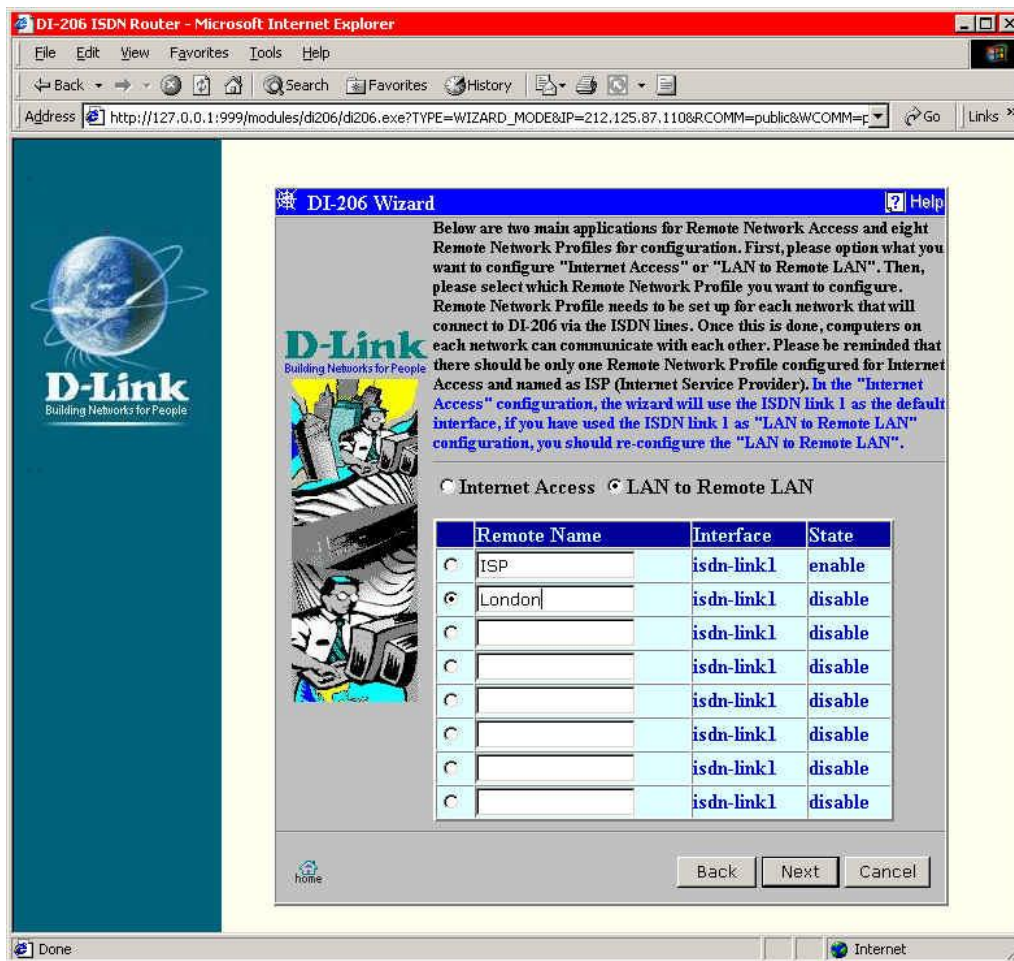 DI-206 ISDN Router - Microsoft Internet Explorer
File Edit View Favorites Tools Help
Back Search Favorites History
Address http://127.0.0.1:999/modules/di206/di206.exe?TYPE=WIZARD_MODE&IP=212.125.87.110&RCOMM=public&WCOMM=p Go Links »
DI-206 Wizard ? Help
Below are two main applications for Remote Network Access and eight
Remote Network Profiles for configuration. First, please option what you
want to configure "Internet Access" or "LAN to Remote LAN". Then,
please select which Remote Network Profile you want to configure.
Remote Network Profile needs to be set up for each network that will
connect to DI-206 via the ISDN lines. Once this is done, computers on
each network can communicate with each other. Please be reminded that
there should be only one Remote Network Profile configured for Internet
Access and named as ISP (Internet Service Provider). In the "Internet
Access" configuration, the wizard will use the ISDN link 1 as the default
interface, if you have used the ISDN link 1 as "LAN to Remote LAN"
configuration, you should re-configure the "LAN to Remote LAN".
D-Link
Building Networks for People
D-Link
Building Networks for People
Internet Access LAN to Remote LAN
Remote Name Interface State
ISP isdn-link1 enable
London isdn-link1 disable
isdn-link1 disable
isdn-link1 disable
isdn-link1 disable
isdn-link1 disable
isdn-link1 disable
isdn-link1 disable
home Back Next Cancel
Done Internet